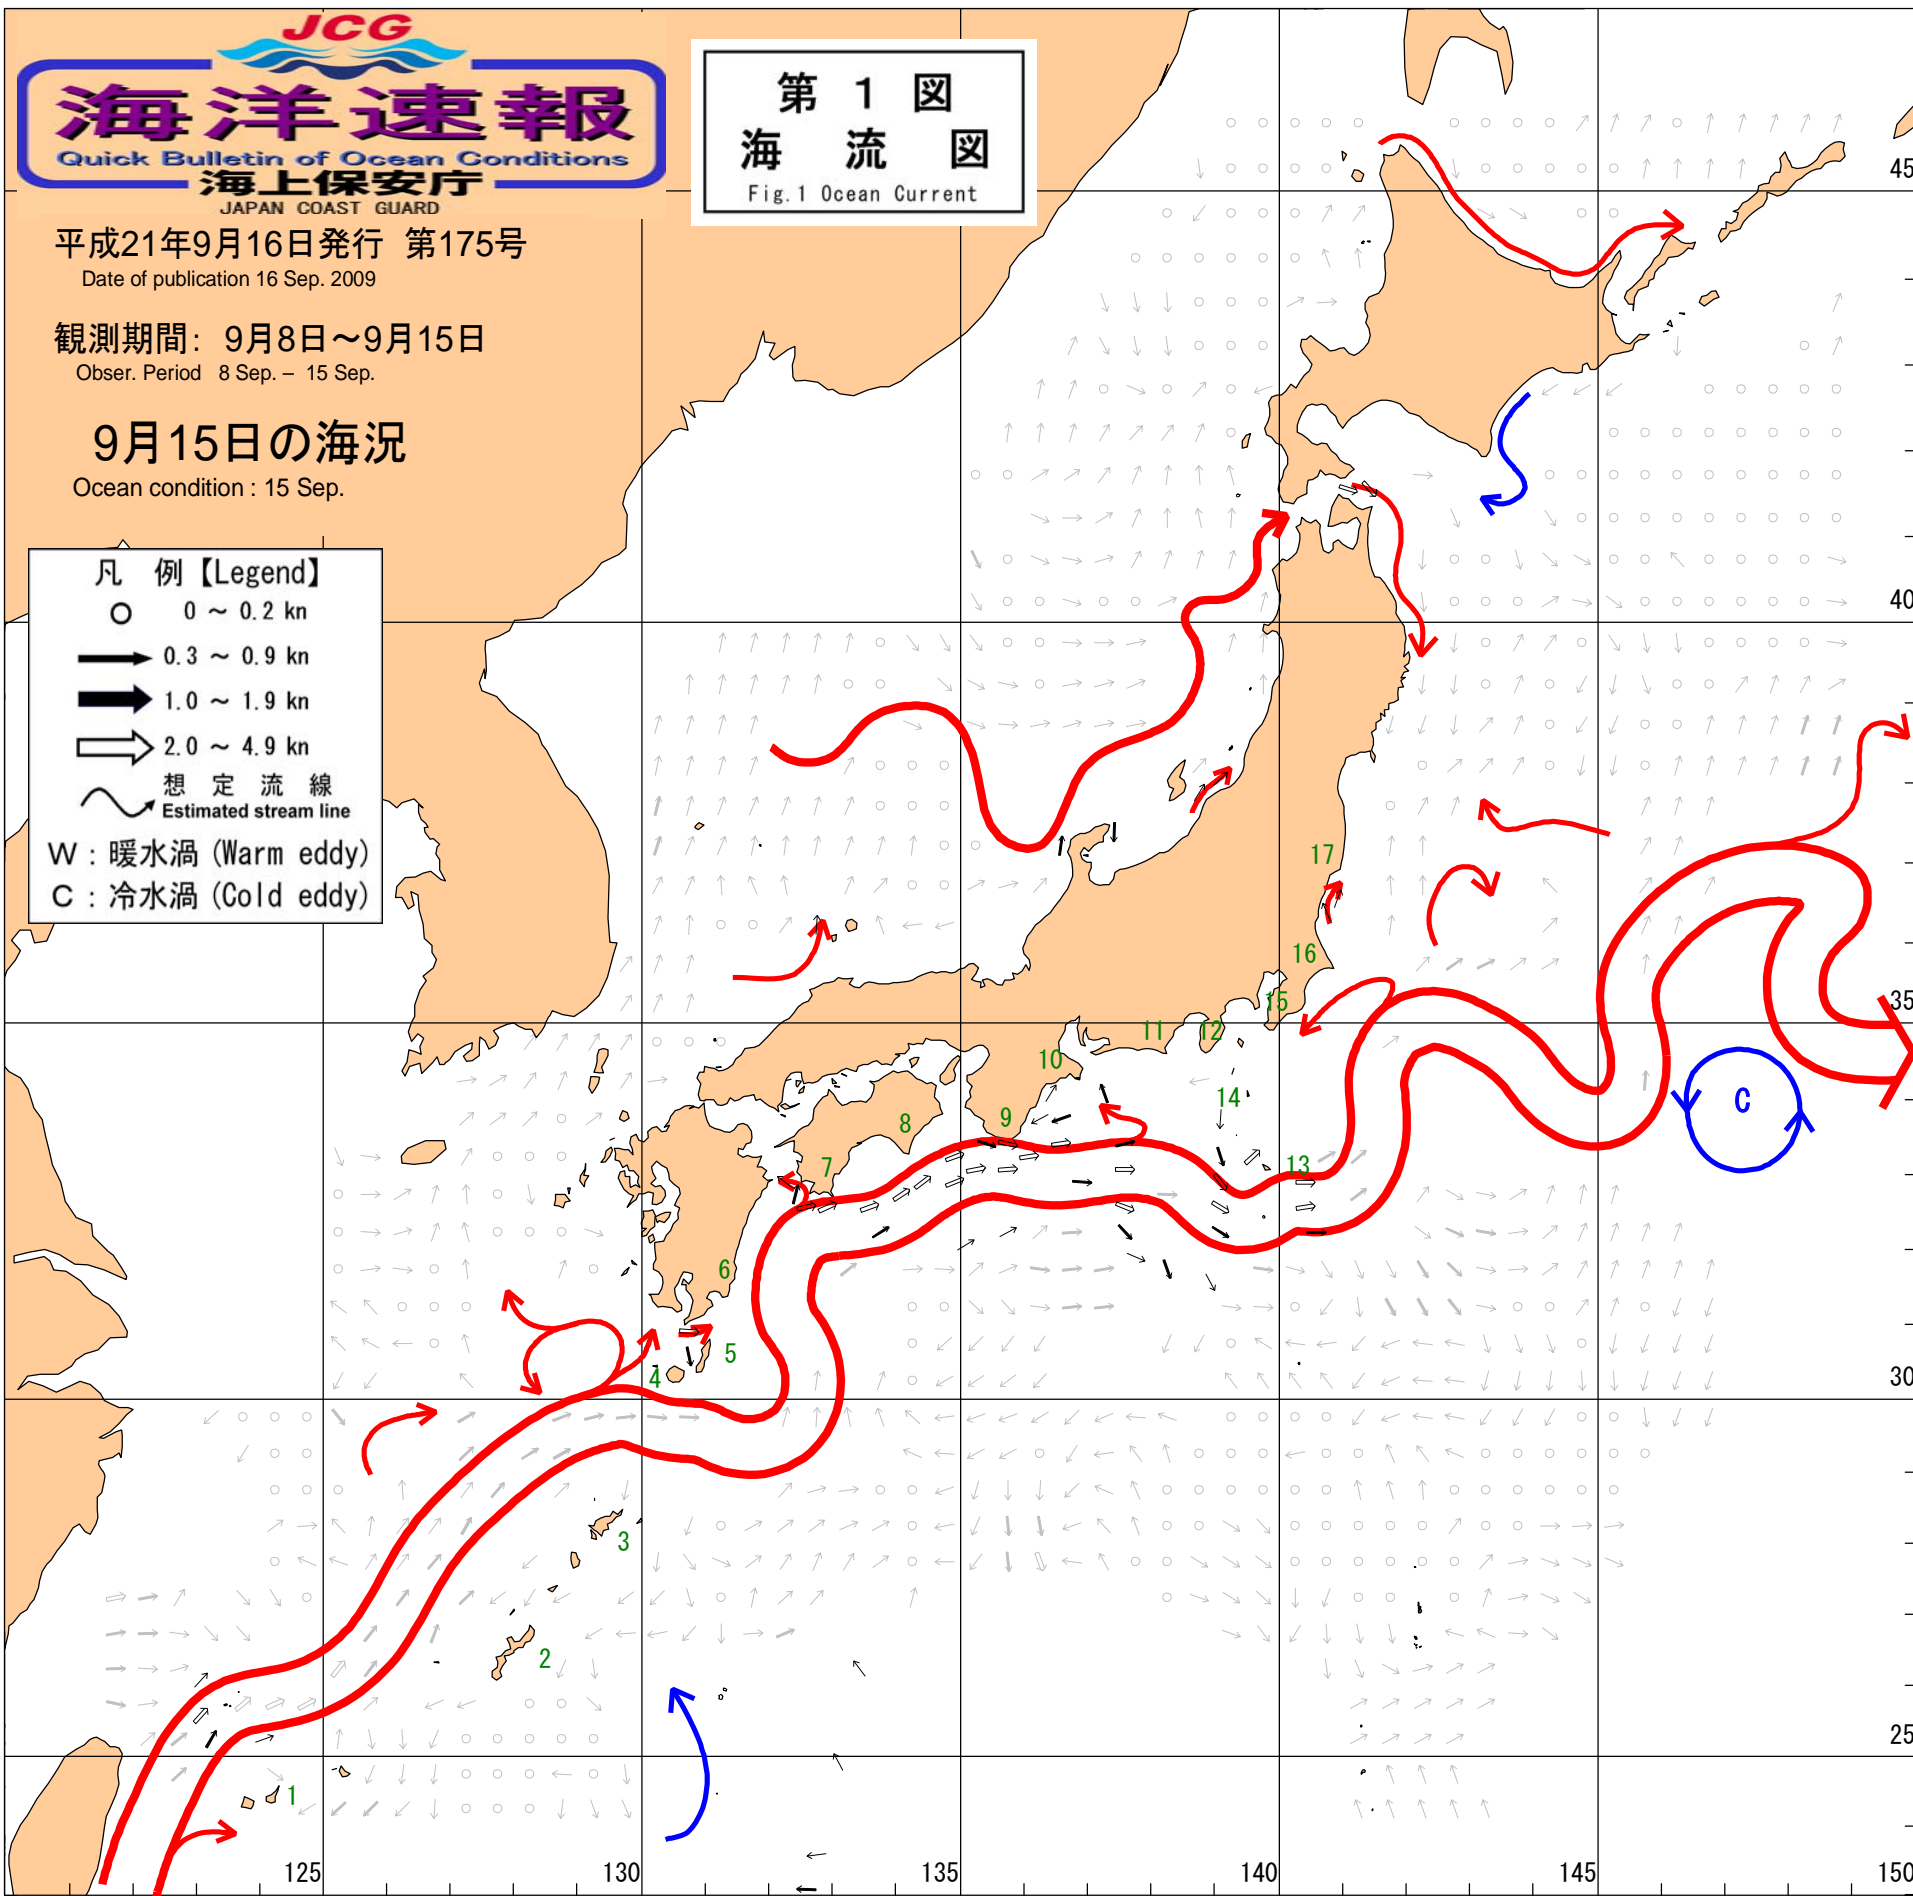 JCG
海洋速報
Quick Bulletin of Ocean Conditions
海上保安庁
JAPAN COAST GUARD
第 1 図
海 流 図
Fig.1 Ocean Current
平成21年9月16日発行 第175号
Date of publication 16 Sep. 2009
観測期間: 9月8日～9月15日
Obser. Period 8 Sep. – 15 Sep.
9月15日の海況
Ocean condition : 15 Sep.
凡 例【Legend】
0 ～ 0.2 kn
0.3 ～ 0.9 kn
1.0 ～ 1.9 kn
2.0 ～ 4.9 kn
想 定 流 線
Estimated stream line
W : 暖水渦 (Warm eddy)
C : 冷水渦 (Cold eddy)
45
40
17
16
35
15
11
12
10
14
C
9
8
13
7
6
5
4
30
3
2
25
1
125
130
135
140
145
150